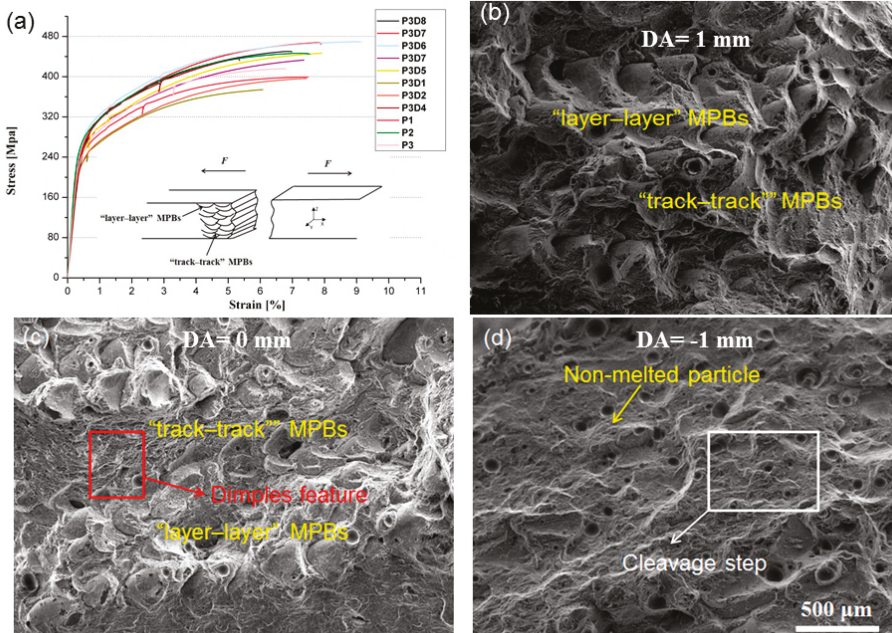 (a)
Stress [Mpa]
480
400
320
240
160
80
0
0 1 2 3 4 5 6 7 8 9 10 11
Strain [%]
P3D8
P3D7
P3D6
P3D7
P3D5
P3D1
P3D2
P3D4
P1
P2
P3
F
F
“layer–layer” MPBs
“track–track” MPBs
Z
Y
X
(b)
DA= 1 mm
“layer–layer” MPBs
“track–track”” MPBs
(c)
DA= 0 mm
“track–track”” MPBs
Dimples feature
“layer–layer” MPBs
(d)
DA= -1 mm
Non-melted particle
Cleavage step
500 μm